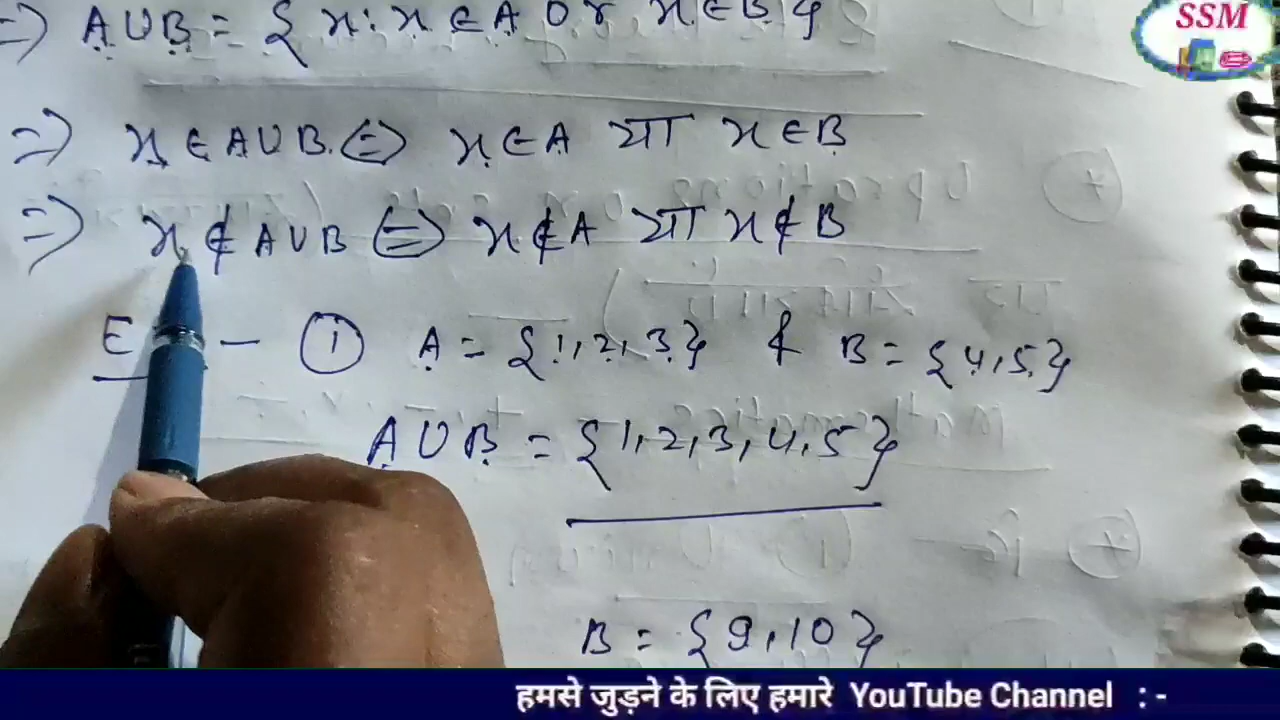 ⇒ A∪B = { x : x ∈ A or x ∈ B }
SSM
⇒ x ∈ A∪B ⇔ x ∈ A या x ∈ B
⇒ x ∉ A∪B ⇔ x ∉ A या x ∉ B
E — ① A = {1, 2, 3} & B = {4, 5}
A∪B = {1, 2, 3, 4, 5}
B = {9, 10}
हमसे जुड़ने के लिए हमारे YouTube Channel : -